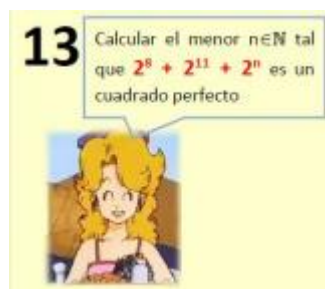 13
Calcular el menor n∈ℕ tal
que 2⁸ + 2¹¹ + 2ⁿ es un
cuadrado perfecto